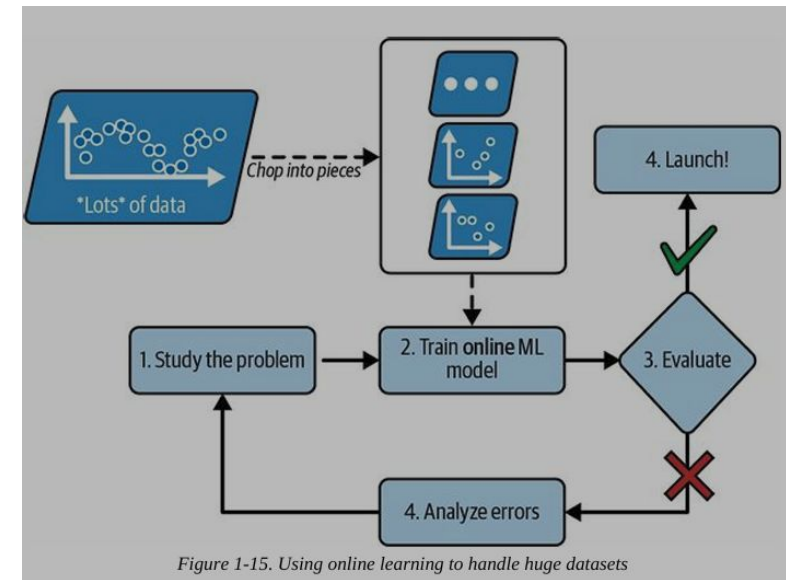 *Lots* of data
Chop into pieces
4. Launch!
1. Study the problem
2. Train online ML
model
3. Evaluate
4. Analyze errors
Figure 1-15. Using online learning to handle huge datasets